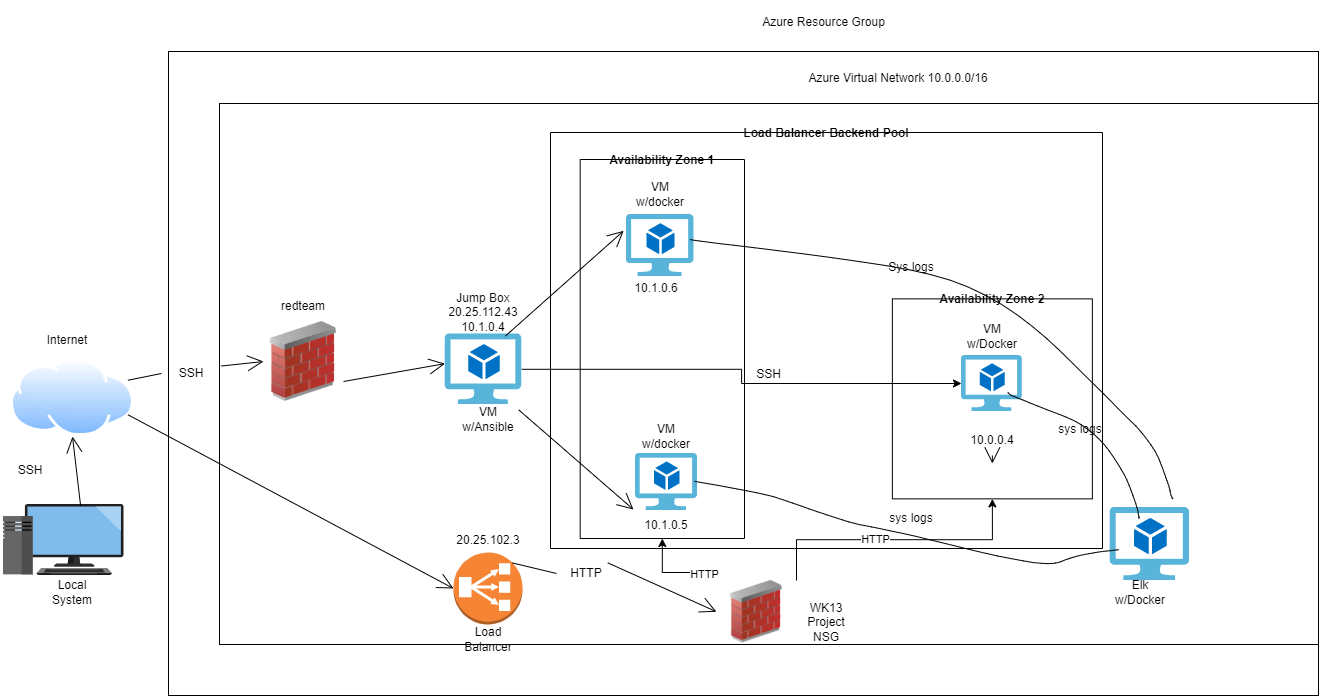 Azure Resource Group
Azure Virtual Network 10.0.0.0/16
Load Balancer Backend Pool
Availability Zone 1
VM
w/docker
10.1.0.6
Sys logs
Availability Zone 2
VM
w/Docker
10.0.0.4
sys logs
Jump Box
20.25.112.43
10.1.0.4
VM
w/Ansible
SSH
redteam
Internet
SSH
SSH
Local
System
VM
w/docker
10.1.0.5
sys logs
HTTP
HTTP
20.25.102.3
HTTP
Load
Balancer
WK13
Project
NSG
Elk
w/Docker